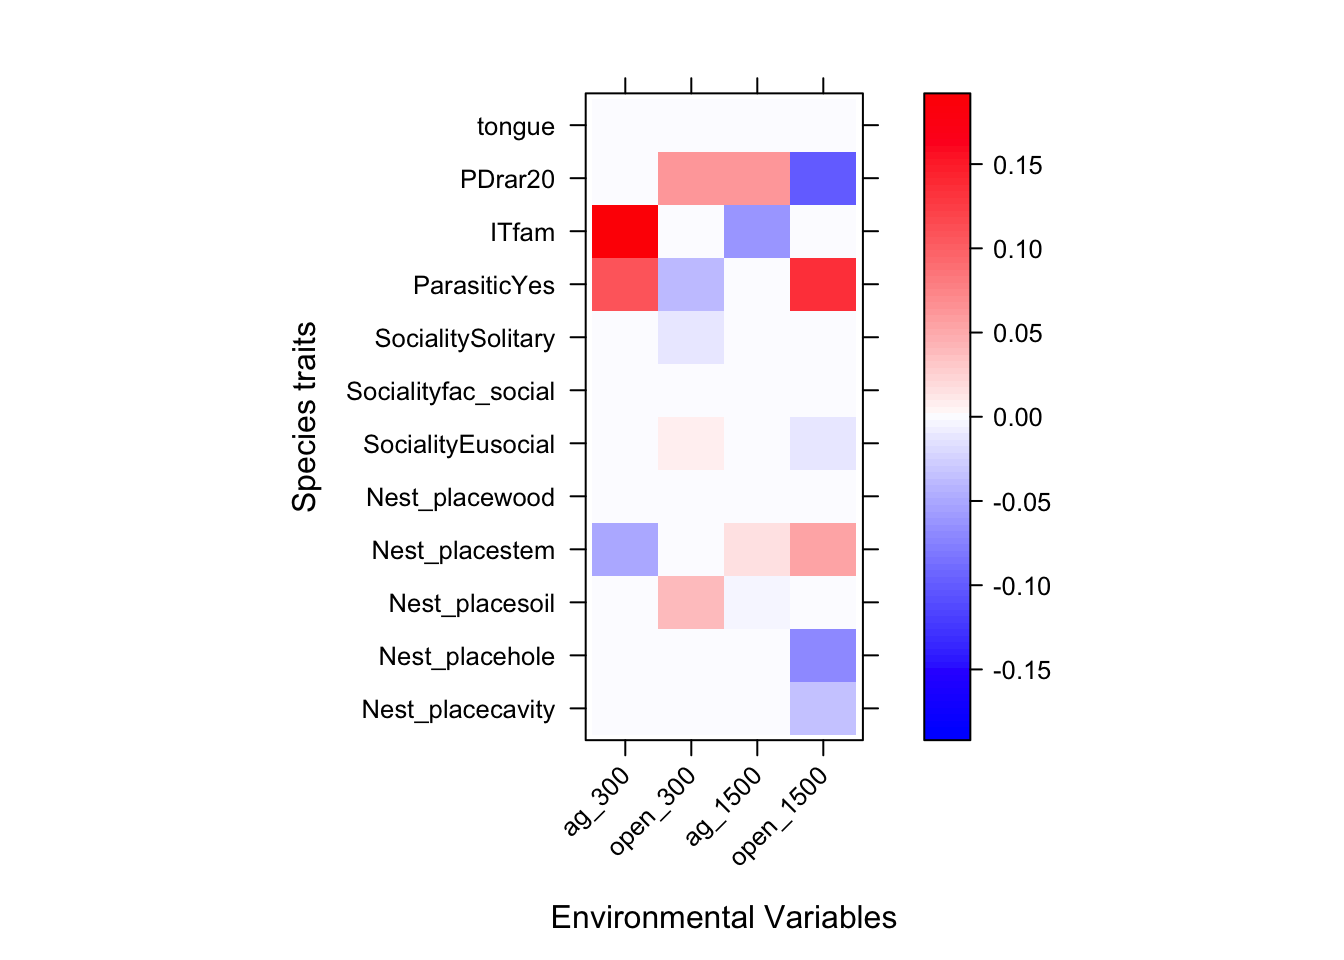 tongue
PDrar20
ITfam
ParasiticYes
SocialitySolitary
Socialityfac_social
SocialityEusocial
Nest_placewood
Nest_placestem
Nest_placesoil
Nest_placehole
Nest_placecavity
Species traits
ag_300
open_300
ag_1500
open_1500
Environmental Variables
0.15
0.10
0.05
0.00
-0.05
-0.10
-0.15